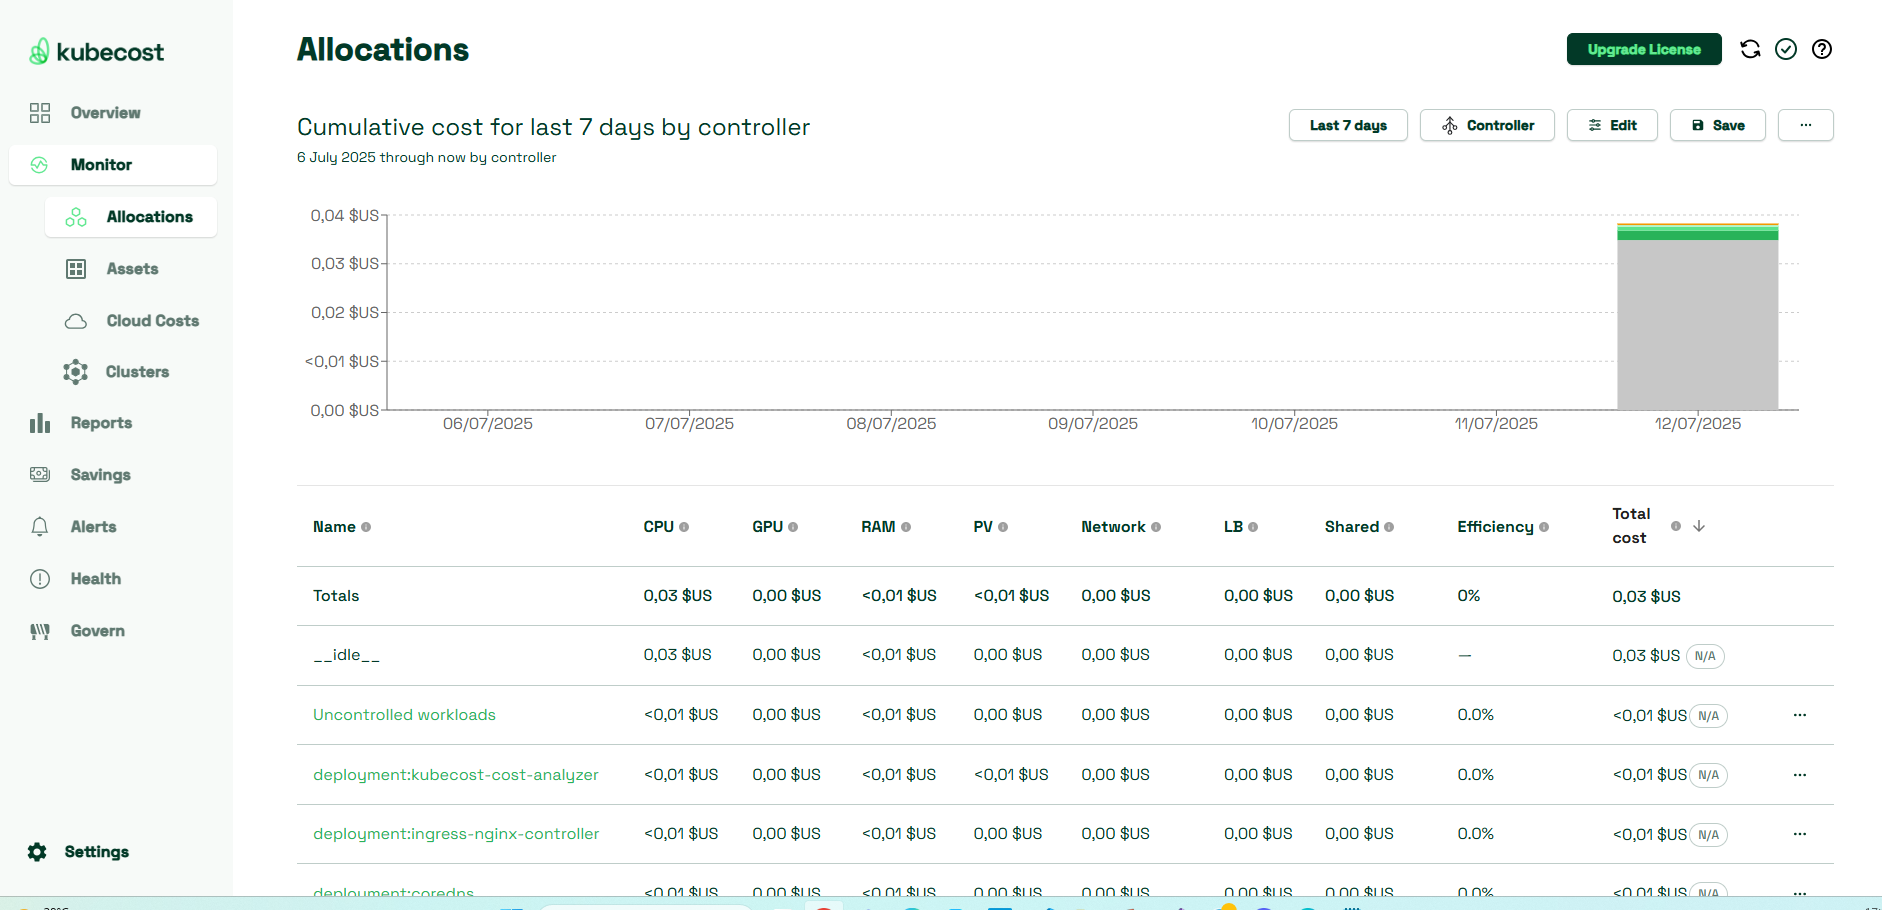 kubecost
Overview
Monitor
Allocations
Assets
Cloud Costs
Clusters
Reports
Savings
Alerts
Health
Govern
Settings
Allocations
Upgrade License
Cumulative cost for last 7 days by controller
6 July 2025 through now by controller
Last 7 days Controller Edit Save ...
0,04 $US
0,03 $US
0,02 $US
<0,01 $US
0,00 $US
06/07/2025 07/07/2025 08/07/2025 09/07/2025 10/07/2025 11/07/2025 12/07/2025
Name CPU GPU RAM PV Network LB Shared Efficiency Total cost
Totals 0,03 $US 0,00 $US <0,01 $US <0,01 $US 0,00 $US 0,00 $US 0,00 $US 0% 0,03 $US
__idle__ 0,03 $US 0,00 $US <0,01 $US 0,00 $US 0,00 $US 0,00 $US 0,00 $US — 0,03 $US N/A
Uncontrolled workloads <0,01 $US 0,00 $US <0,01 $US 0,00 $US 0,00 $US 0,00 $US 0,00 $US 0.0% <0,01 $US N/A ...
deployment:kubecost-cost-analyzer <0,01 $US 0,00 $US <0,01 $US <0,01 $US 0,00 $US 0,00 $US 0,00 $US 0.0% <0,01 $US N/A ...
deployment:ingress-nginx-controller <0,01 $US 0,00 $US <0,01 $US 0,00 $US 0,00 $US 0,00 $US 0,00 $US 0.0% <0,01 $US N/A ...
deployment:coredns <0,01 $US 0,00 $US <0,01 $US 0,00 $US 0,00 $US 0,00 $US 0,00 $US 0.0% <0,01 $US N/A ...